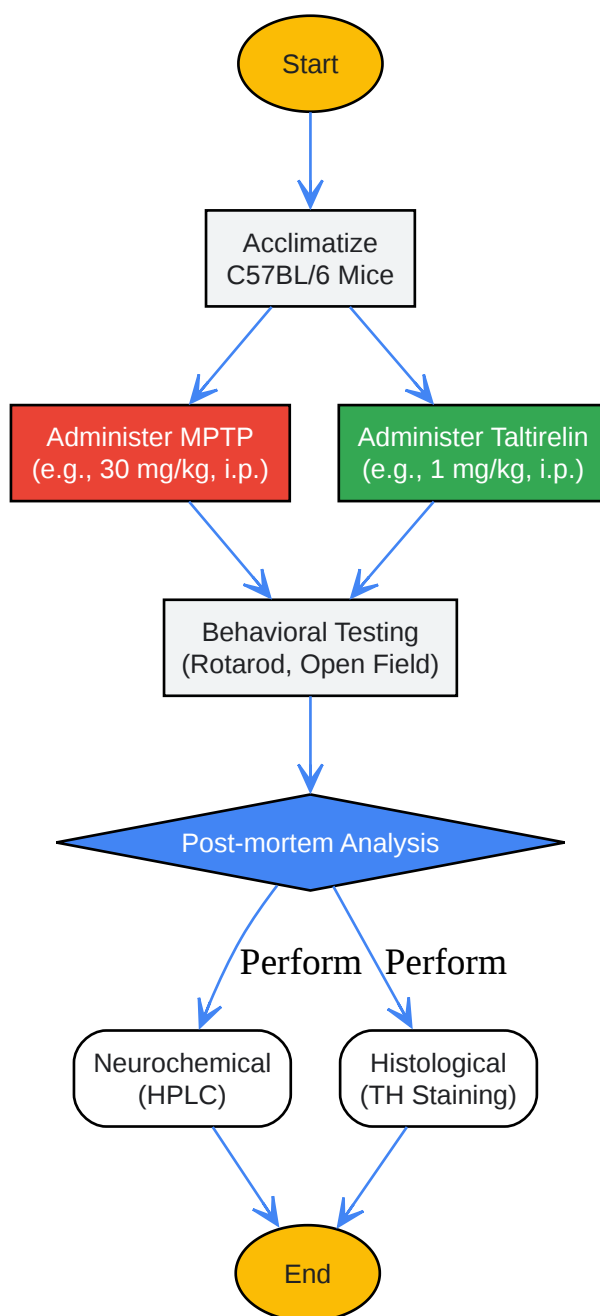 Start
Acclimatize
C57BL/6 Mice
Administer MPTP
(e.g., 30 mg/kg, i.p.)
Administer Taltirelin
(e.g., 1 mg/kg, i.p.)
Behavioral Testing
(Rotarod, Open Field)
Post-mortem Analysis
Perform
Perform
Neurochemical
(HPLC)
Histological
(TH Staining)
End